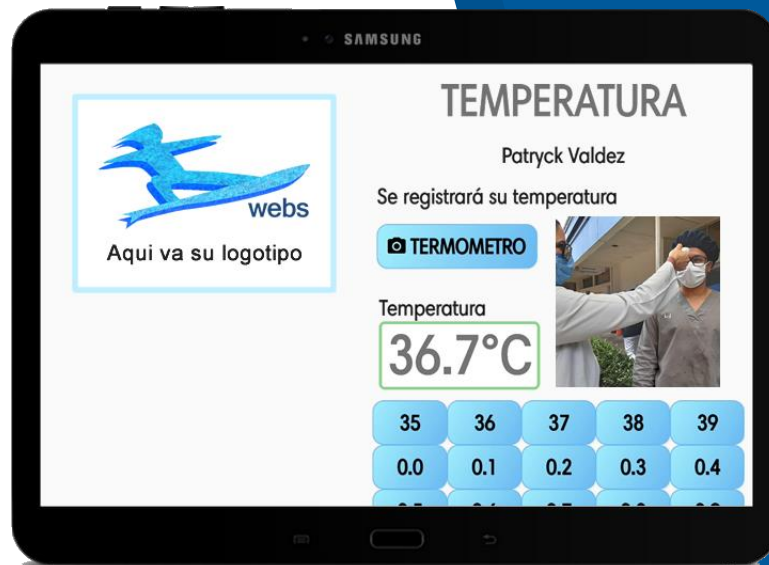 SAMSUNG
webs
Aqui va su logotipo
TEMPERATURA
Patryck Valdez
Se registrará su temperatura
TERMOMETRO
Temperatura
36.7°C
35 36 37 38 39
0.0 0.1 0.2 0.3 0.4